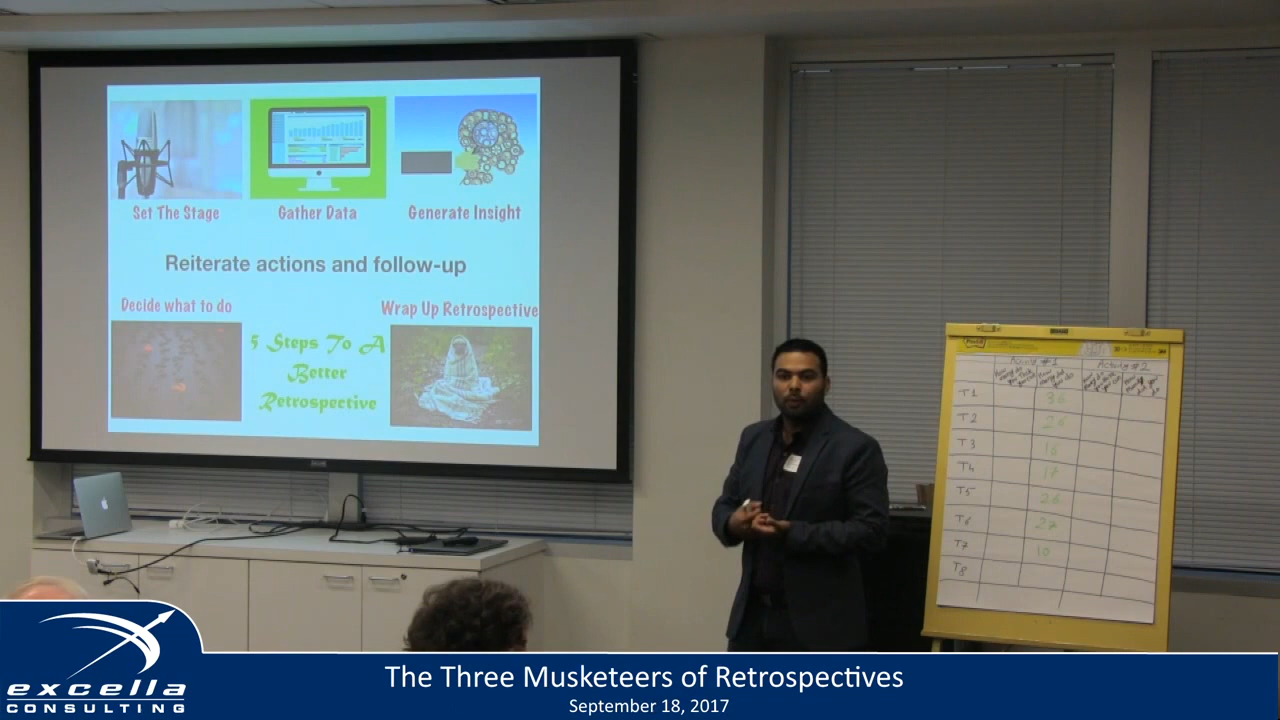 Set The Stage
Gather Data
Generate Insight
Reiterate actions and follow-up
Decide what to do
Wrap Up Retrospective
5 Steps To A
Better
Retrospective
Activity #1
Activity #2
T1 36
T2 26
T3 18
T4 17
T5 26
T6 27
T7 10
T8
excella
CONSULTING
The Three Musketeers of Retrospectives
September 18, 2017